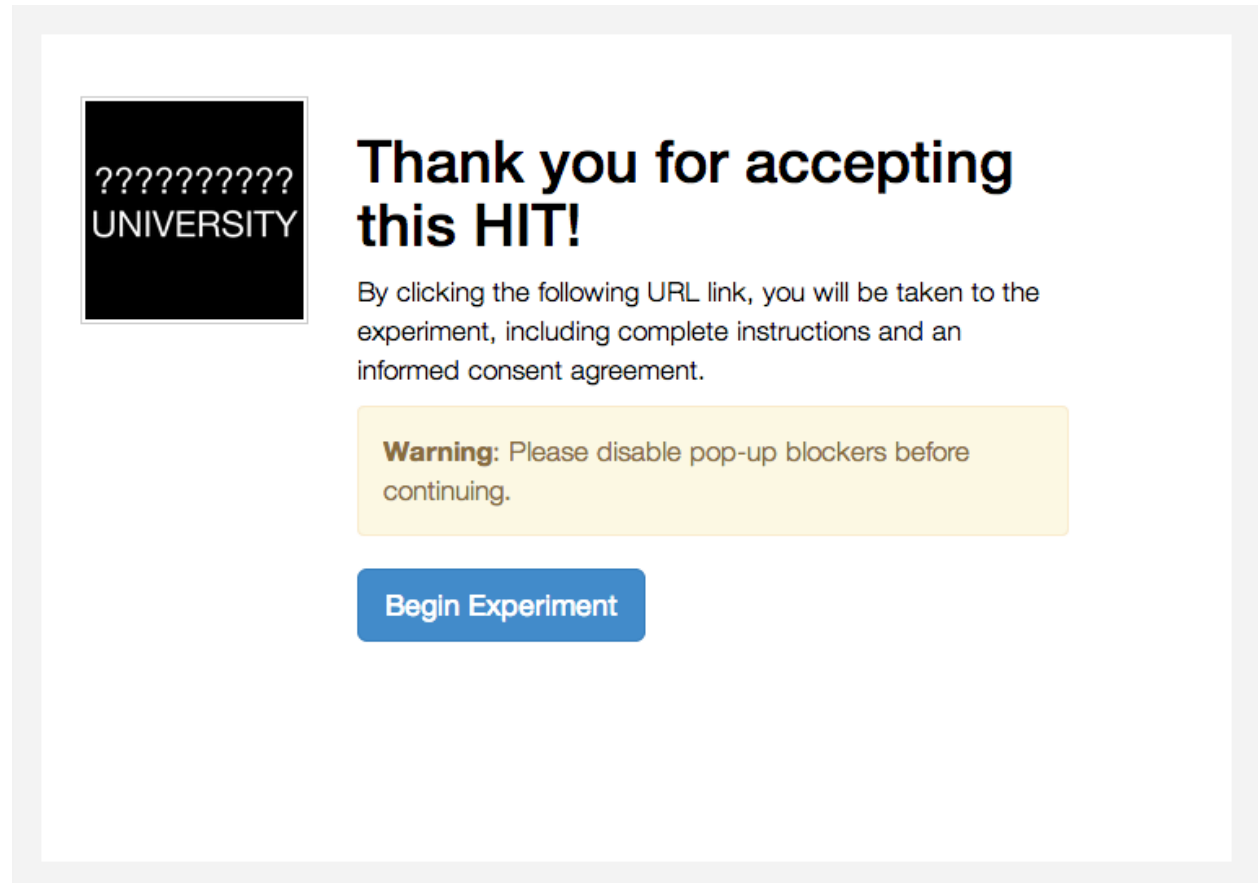 ??????????
UNIVERSITY
Thank you for accepting
this HIT!
By clicking the following URL link, you will be taken to the
experiment, including complete instructions and an
informed consent agreement.
Warning: Please disable pop-up blockers before
continuing.
Begin Experiment